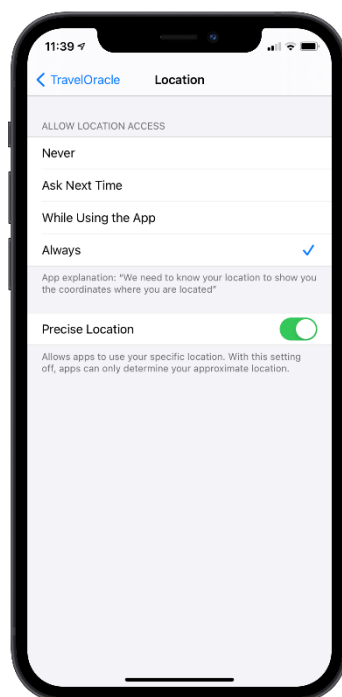 11:39
TravelOracle Location
ALLOW LOCATION ACCESS
Never
Ask Next Time
While Using the App
Always
App explanation: “We need to know your location to show you
the coordinates where you are located”
Precise Location
Allows apps to use your specific location. With this setting
off, apps can only determine your approximate location.